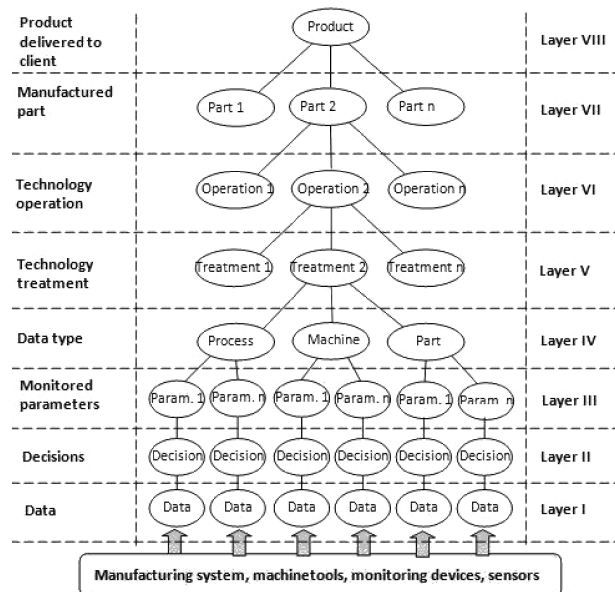 Product
delivered to
client
Product
Layer VIII
Manufactured
part
Part 1
Part 2
Part n
Layer VII
Technology
operation
Operation 1
Operation 2
Operation n
Layer VI
Technology
treatment
Treatment 1
Treatment 2
Treatment n
Layer V
Data type
Process
Machine
Part
Layer IV
Monitored
parameters
Param. 1
Param. n
Param. 1
Param. n
Param. 1
Param. n
Layer III
Decisions
Decision
Decision
Decision
Decision
Decision
Decision
Layer II
Data
Data
Data
Data
Data
Data
Data
Layer I
Manufacturing system, machinetools, monitoring devices, sensors